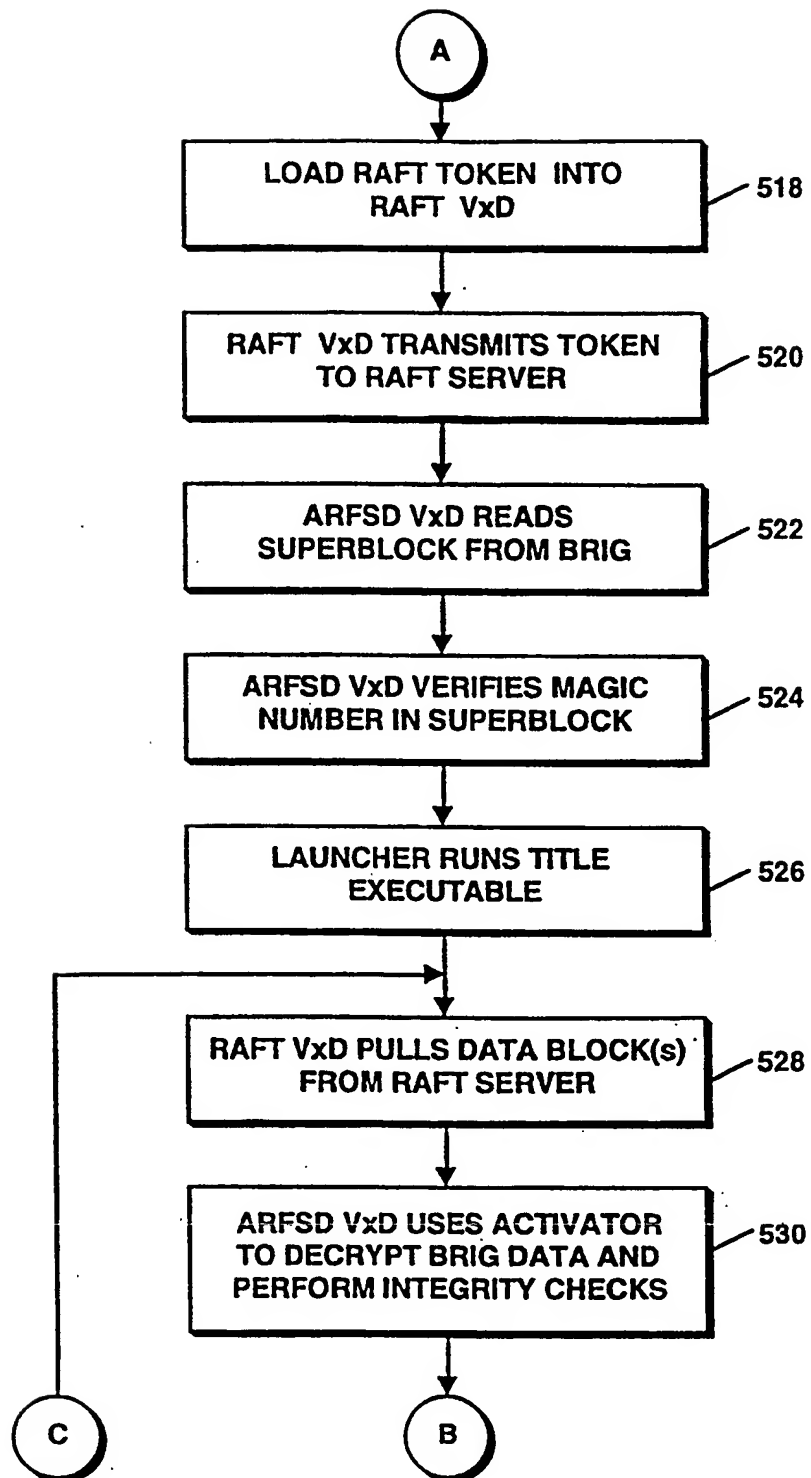 A
LOAD RAFT TOKEN INTO
RAFT VxD
518
RAFT VxD TRANSMITS TOKEN
TO RAFT SERVER
520
ARFSD VxD READS
SUPERBLOCK FROM BRIG
522
ARFSD VxD VERIFIES MAGIC
NUMBER IN SUPERBLOCK
524
LAUNCHER RUNS TITLE
EXECUTABLE
526
RAFT VxD PULLS DATA BLOCK(s)
FROM RAFT SERVER
528
ARFSD VxD USES ACTIVATOR
TO DECRYPT BRIG DATA AND
PERFORM INTEGRITY CHECKS
530
C
B